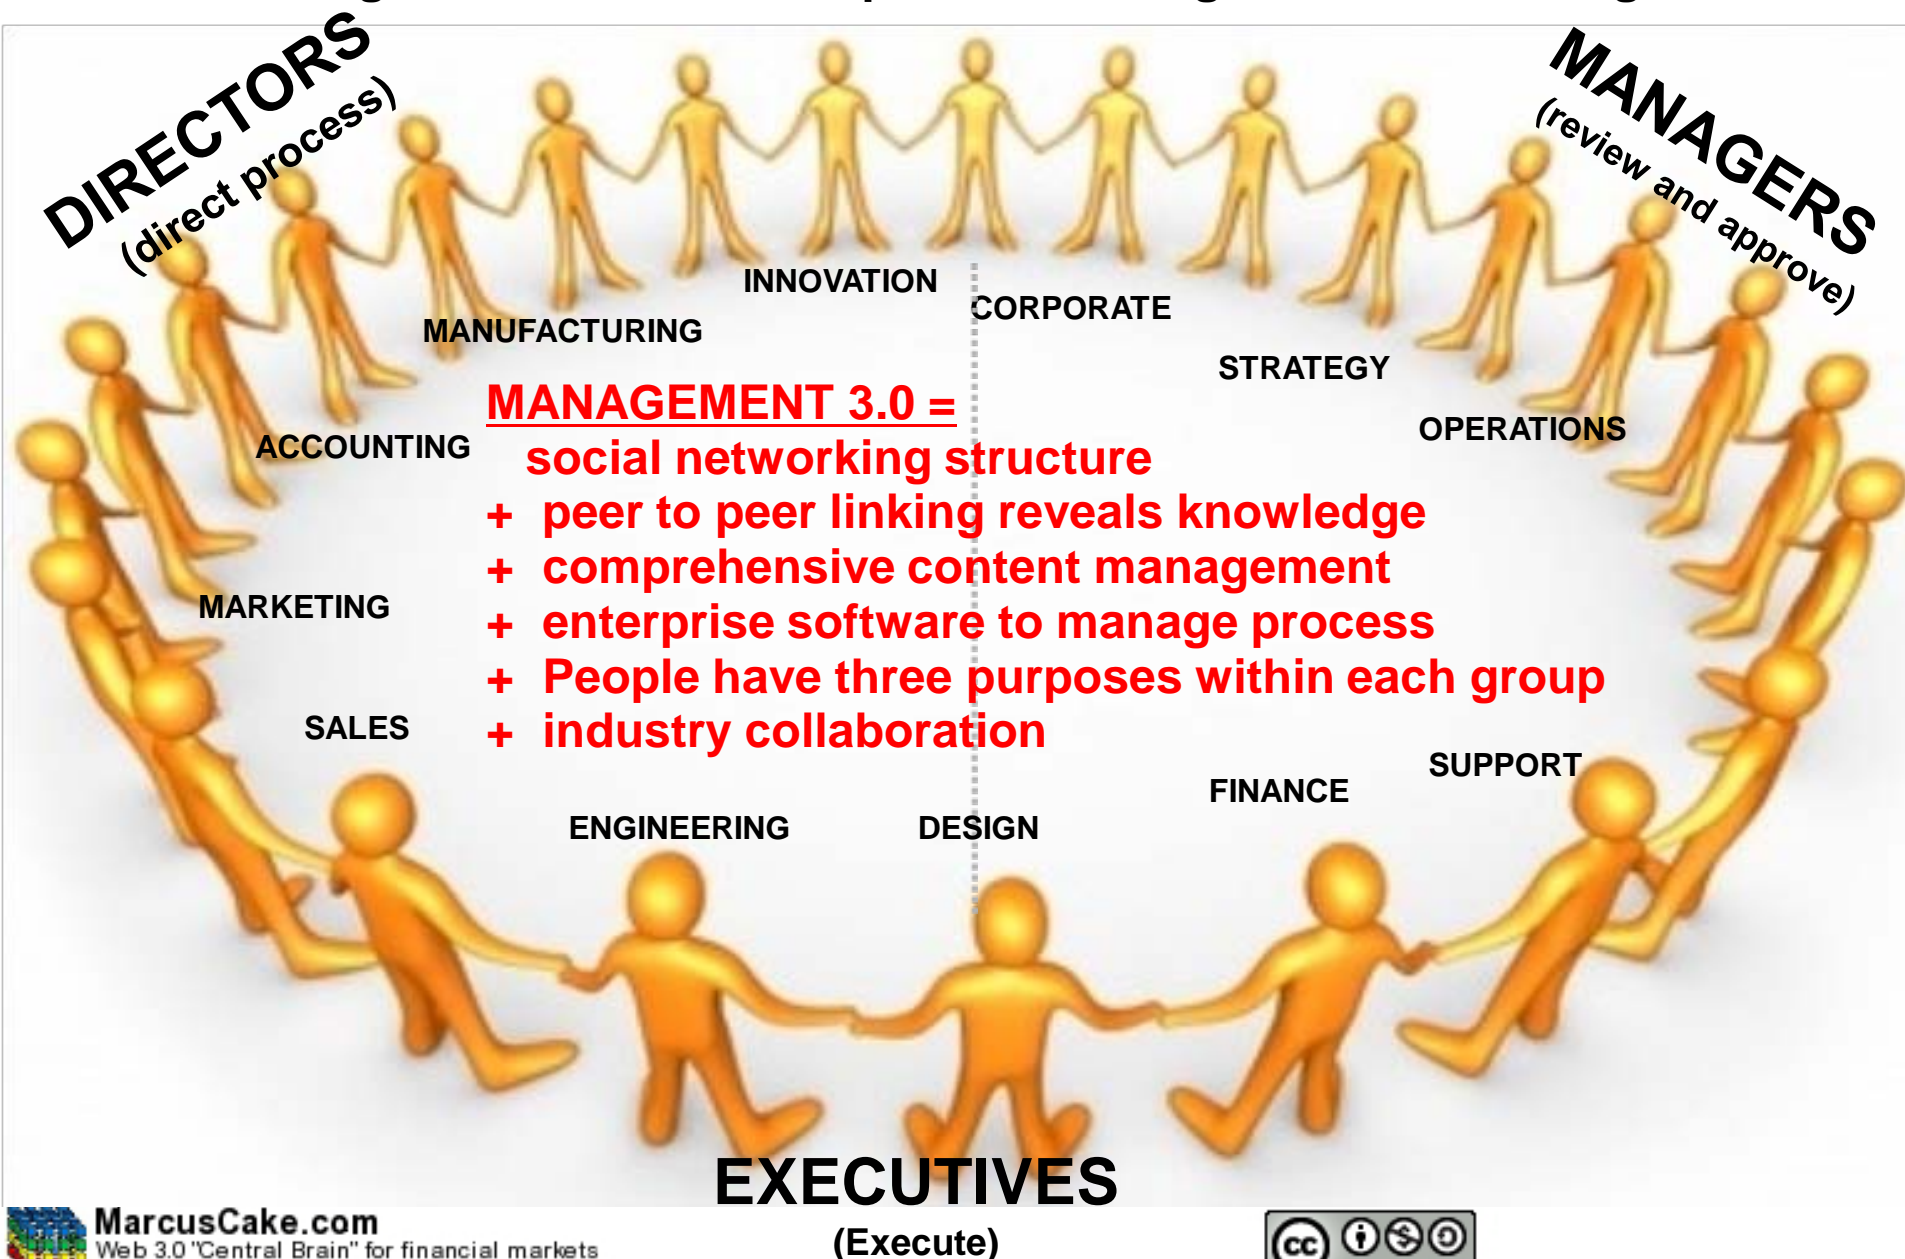 DIRECTORS
(direct process)
MANAGERS
(review and approve)
INNOVATION
CORPORATE
MANUFACTURING
STRATEGY
MANAGEMENT 3.0 =
OPERATIONS
ACCOUNTING
social networking structure
+ peer to peer linking reveals knowledge
+ comprehensive content management
MARKETING
+ enterprise software to manage process
+ People have three purposes within each group
SALES
+ industry collaboration
SUPPORT
FINANCE
ENGINEERING
DESIGN
EXECUTIVES
(Execute)
MarcusCake.com
Web 3.0 "Central Brain" for financial markets
cc